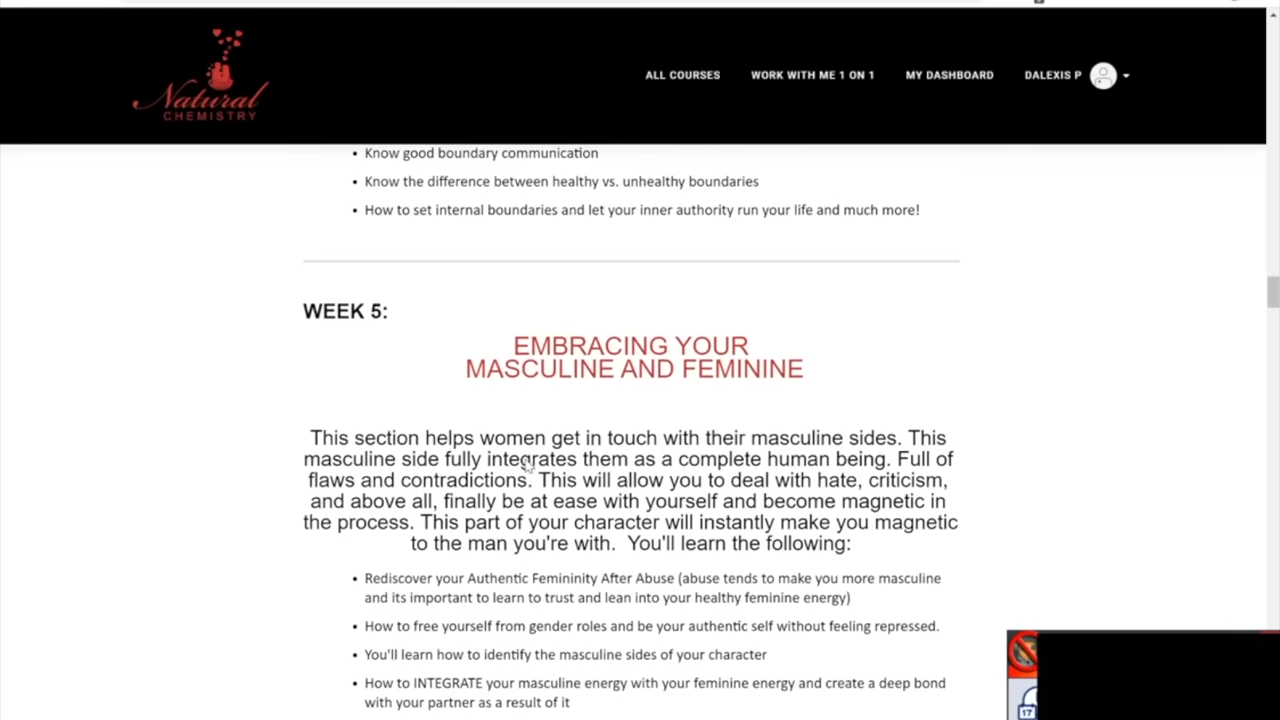 Natural
CHEMISTRY
ALL COURSES
WORK WITH ME 1 ON 1
MY DASHBOARD
DALEXIS P
• Know good boundary communication
• Know the difference between healthy vs. unhealthy boundaries
• How to set internal boundaries and let your inner authority run your life and much more!
WEEK 5:
EMBRACING YOUR
MASCULINE AND FEMININE
This section helps women get in touch with their masculine sides. This
masculine side fully integrates them as a complete human being. Full of
flaws and contradictions. This will allow you to deal with hate, criticism,
and above all, finally be at ease with yourself and become magnetic in
the process. This part of your character will instantly make you magnetic
to the man you're with.  You'll learn the following:
• Rediscover your Authentic Femininity After Abuse (abuse tends to make you more masculine
and its important to learn to trust and lean into your healthy feminine energy)
• How to free yourself from gender roles and be your authentic self without feeling repressed.
• You'll learn how to identify the masculine sides of your character
• How to INTEGRATE your masculine energy with your feminine energy and create a deep bond
with your partner as a result of it
17